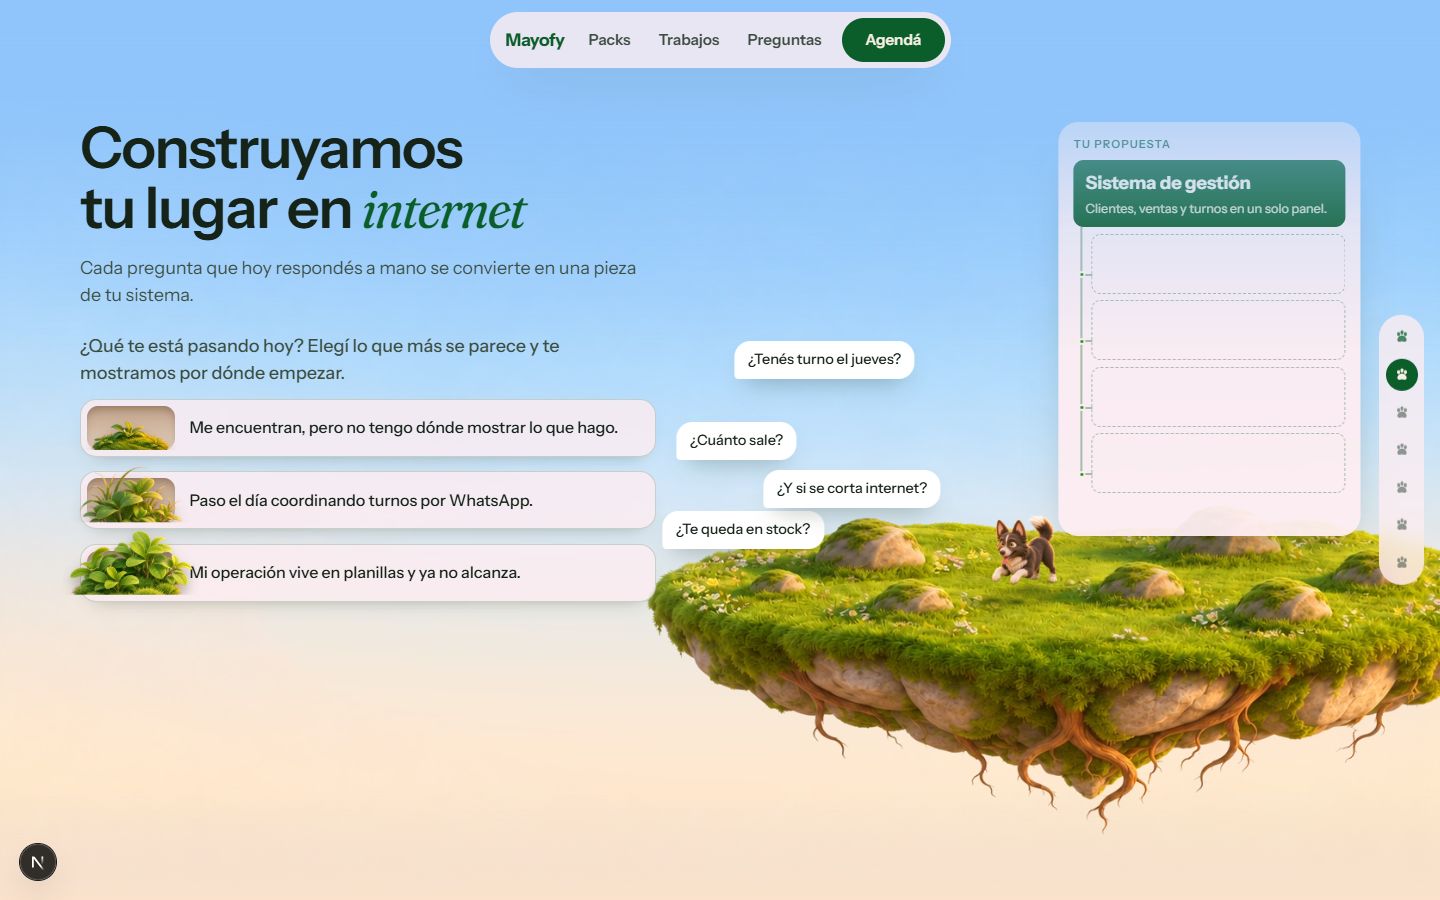 Mayofy Packs Trabajos Preguntas Agendá
Construyamos
tu lugar en internet
Cada pregunta que hoy respondés a mano se convierte en una pieza
de tu sistema.
¿Qué te está pasando hoy? Elegí lo que más se parece y te
mostramos por dónde empezar.
Me encuentran, pero no tengo dónde mostrar lo que hago.
Paso el día coordinando turnos por WhatsApp.
Mi operación vive en planillas y ya no alcanza.
¿Tenés turno el jueves?
¿Cuánto sale?
¿Y si se corta internet?
¿Te queda en stock?
TU PROPUESTA
Sistema de gestión
Clientes, ventas y turnos en un solo panel.
N